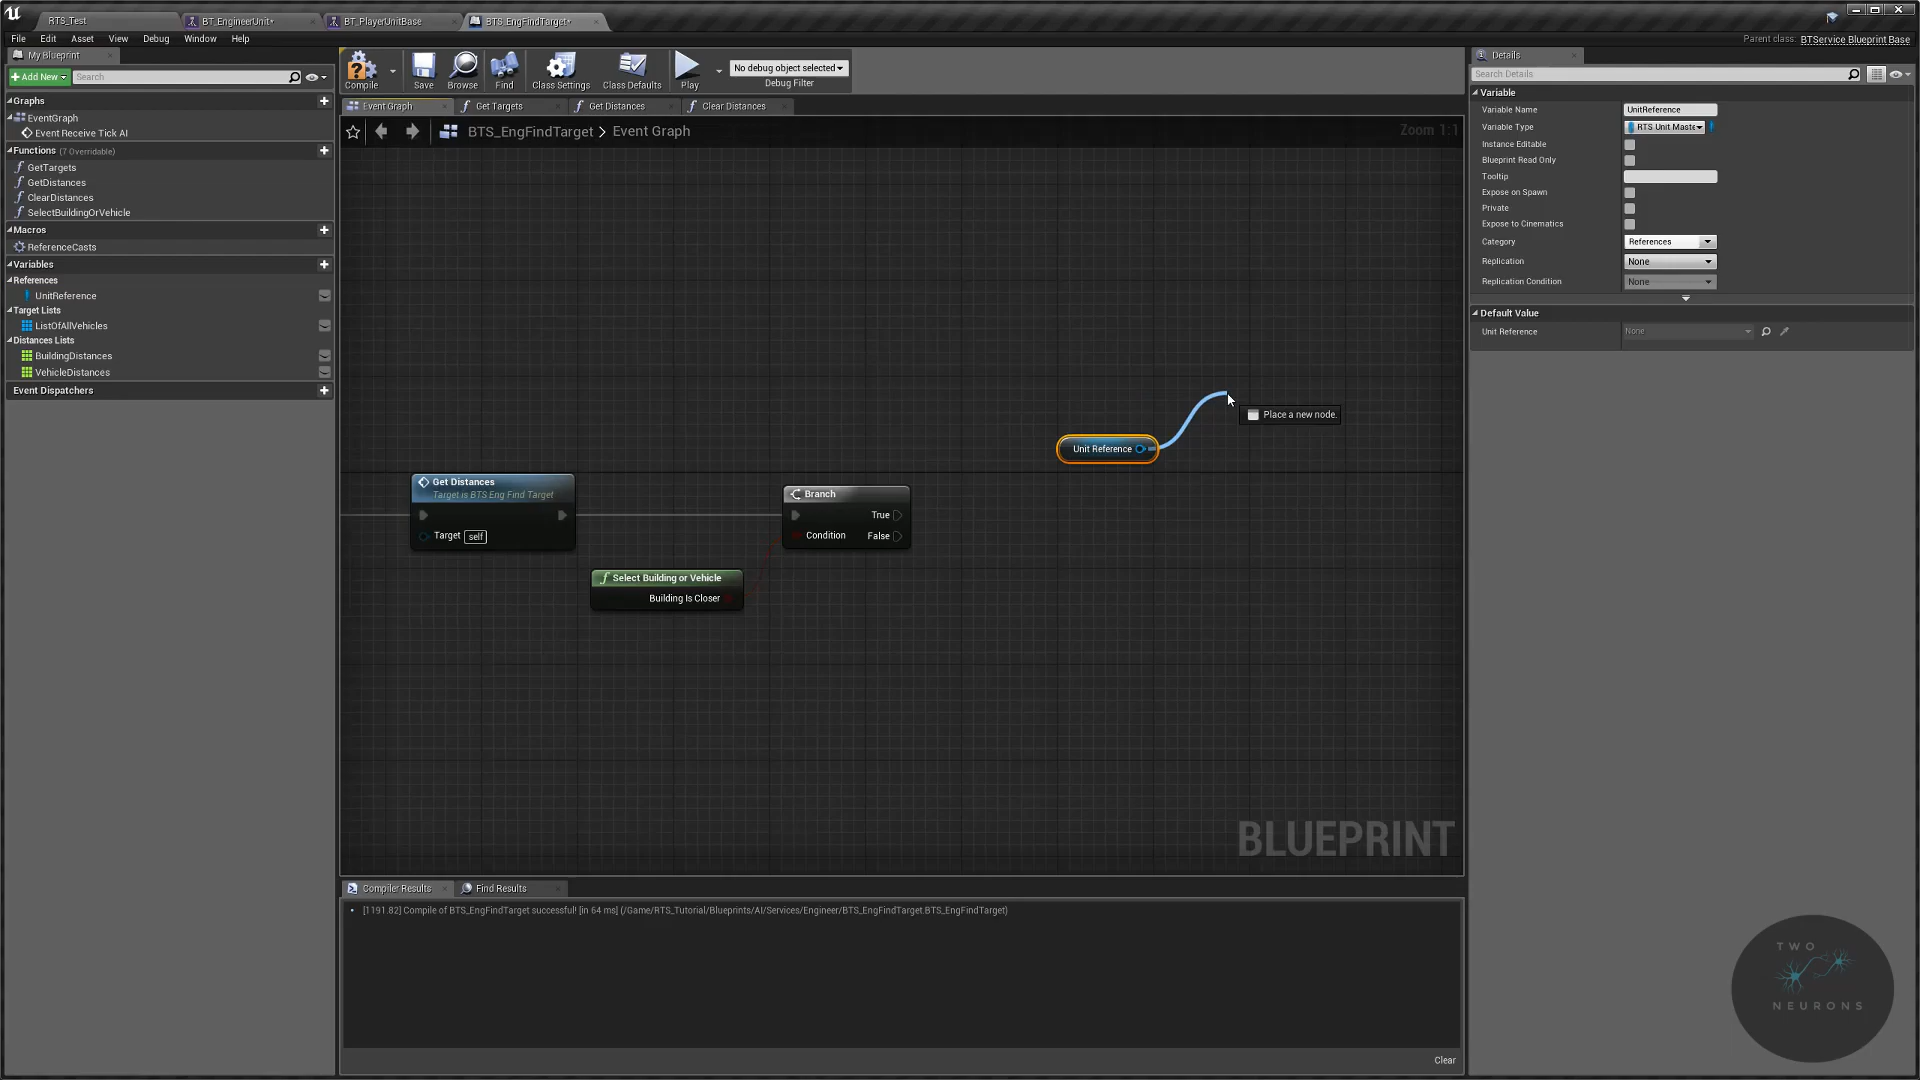 RTS_Test
BT_EngineerUnit*
BT_PlayerUnitBase
BTS_EngFindTarget*
File Edit Asset View Debug Window Help
Parent class: BTService Blueprint Base
My Blueprint
Add New
Search
Graphs
EventGraph
Event Receive Tick AI
Functions (7 Overridable)
GetTargets
GetDistances
ClearDistances
SelectBuildingOrVehicle
Macros
ReferenceCasts
Variables
References
UnitReference
Target Lists
ListOfAllVehicles
Distances Lists
BuildingDistances
VehicleDistances
Event Dispatchers
Compile
Save
Browse
Find
Class Settings
Class Defaults
Play
No debug object selected
Debug Filter
Event Graph
Get Targets
Get Distances
Clear Distances
BTS_EngFindTarget > Event Graph
Zoom 1:1
Unit Reference
Place a new node.
Get Distances
Target is BTS Eng Find Target
Target self
Branch
True
Condition False
Select Building or Vehicle
Building Is Closer
BLUEPRINT
Compiler Results
Find Results
[1191.82] Compile of BTS_EngFindTarget successful! [in 64 ms] (/Game/RTS_Tutorial/Blueprints/AI/Services/Engineer/BTS_EngFindTarget.BTS_EngFindTarget)
Clear
Details
Search Details
Variable
Variable Name UnitReference
Variable Type RTS Unit Maste
Instance Editable
Blueprint Read Only
Tooltip
Expose on Spawn
Private
Expose to Cinematics
Category References
Replication None
Replication Condition None
Default Value
Unit Reference None
TWO
NEURONS